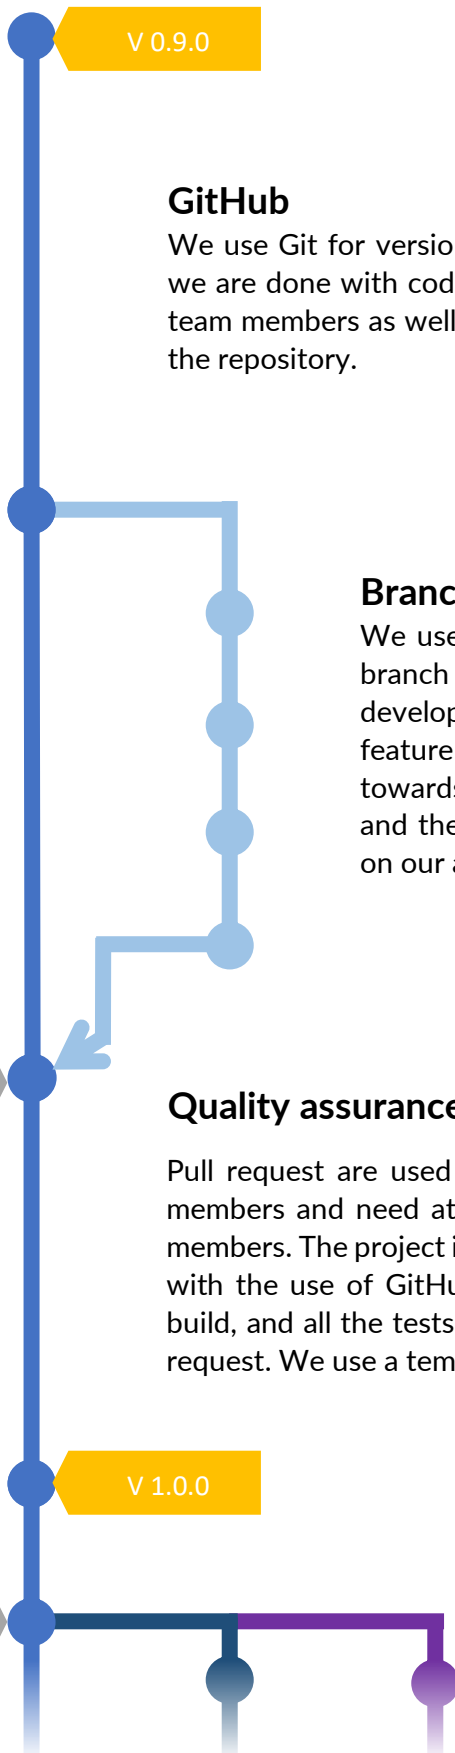 V 0.9.0
GitHub
We use Git for versio
we are done with cod
team members as well
the repository.
Branc
We use
branch
develop
feature
towards
and the
on our a
Quality assurance
Pull request are used
members and need at
members. The project i
with the use of GitHu
build, and all the tests
request. We use a tem
V 1.0.0